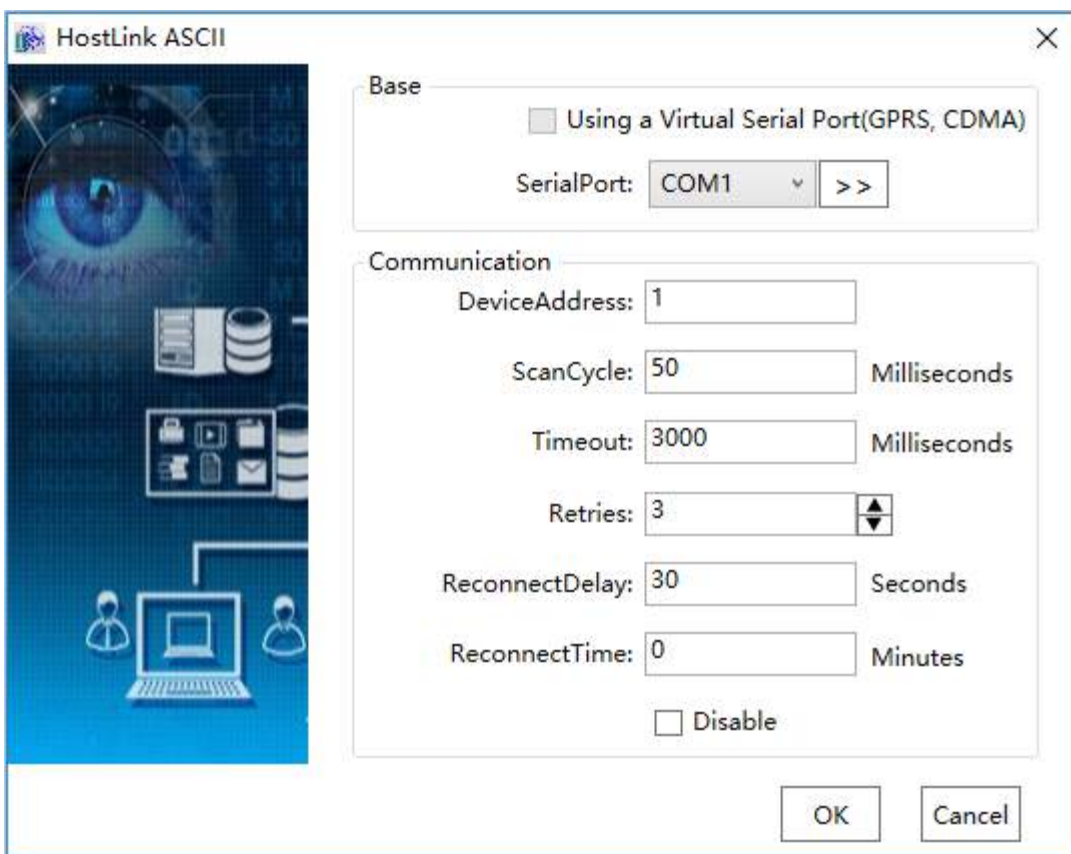 HostLink ASCII
Base
Using a Virtual Serial Port(GPRS, CDMA)
SerialPort: COM1 >>
Communication
DeviceAddress: 1
ScanCycle: 50 Milliseconds
Timeout: 3000 Milliseconds
Retries: 3
ReconnectDelay: 30 Seconds
ReconnectTime: 0 Minutes
Disable
OK Cancel